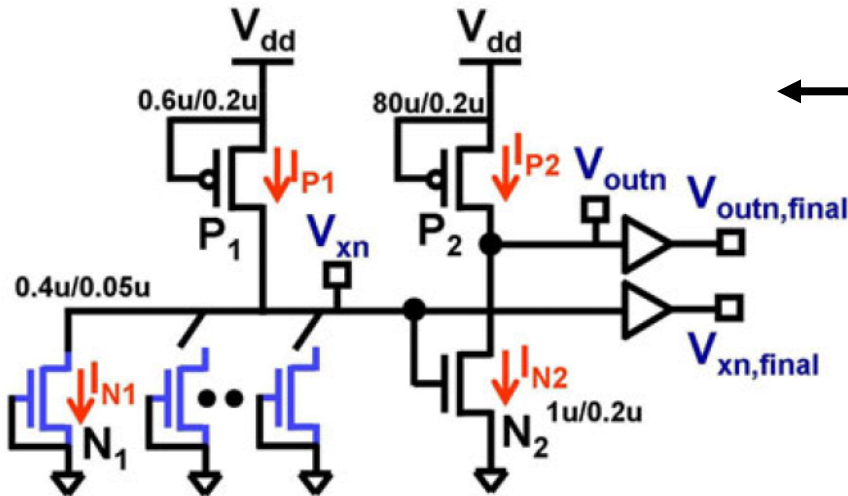 Vdd
Vdd
0.6u/0.2u
80u/0.2u
IP1
IP2
Voutn
Voutn,final
P1
Vxn
P2
0.4u/0.05u
Vxn,final
IN1
IN2
1u/0.2u
N1
N2